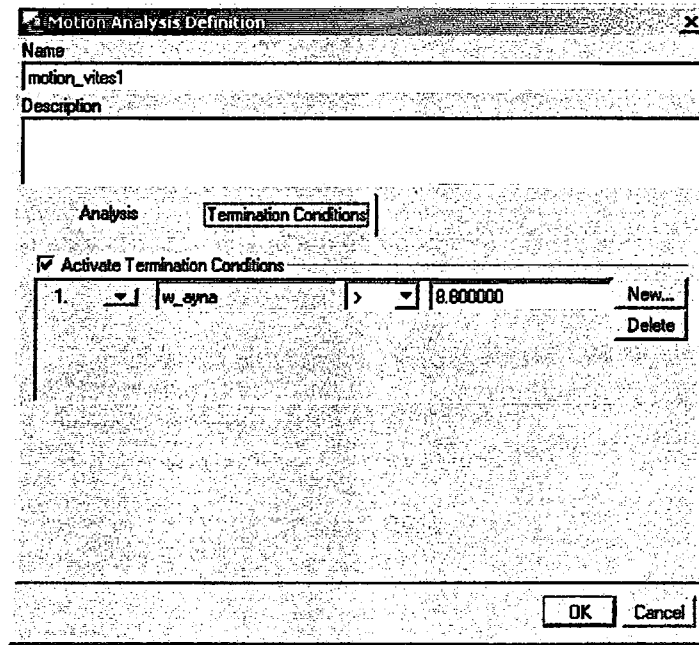 Motion Analysis Definition
Name
motion_vites1
Description
Analysis Termination Conditions
Activate Termination Conditions
1. w_ayna > 8.800000 New...
Delete
OK Cancel